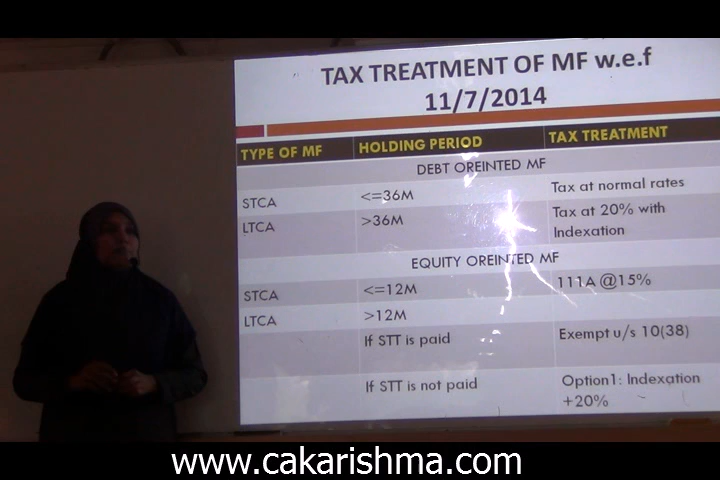 TAX TREATMENT OF MF w.e.f
11/7/2014
TYPE OF MF HOLDING PERIOD TAX TREATMENT
DEBT OREINTED MF
STCA <=36M Tax at normal rates
LTCA >36M Tax at 20% with
Indexation
EQUITY OREINTED MF
STCA <=12M 111A @15%
LTCA >12M
If STT is paid Exempt u/s 10(38)
If STT is not paid Option1: Indexation
+20%
www.cakarishma.com